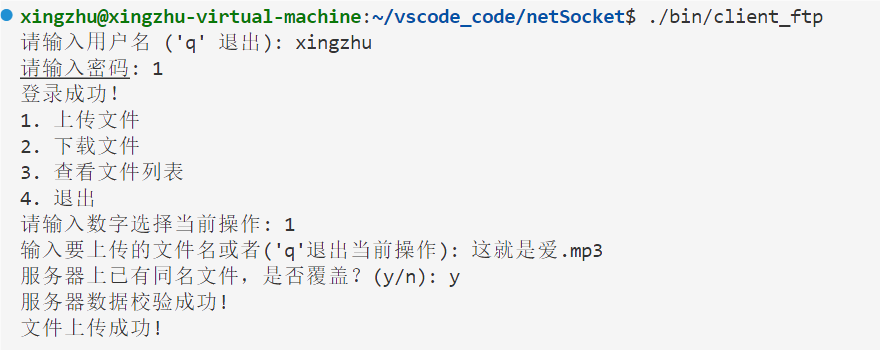 xingzhu@xingzhu-virtual-machine:~/vscode_code/netSocket$ ./bin/client_ftp
请输入用户名 ('q' 退出): xingzhu
请输入密码: 1
登录成功!
1. 上传文件
2. 下载文件
3. 查看文件列表
4. 退出
请输入数字选择当前操作: 1
输入要上传的文件名或者('q'退出当前操作): 这就是爱.mp3
服务器上已有同名文件, 是否覆盖? (y/n): y
服务器数据校验成功!
文件上传成功!